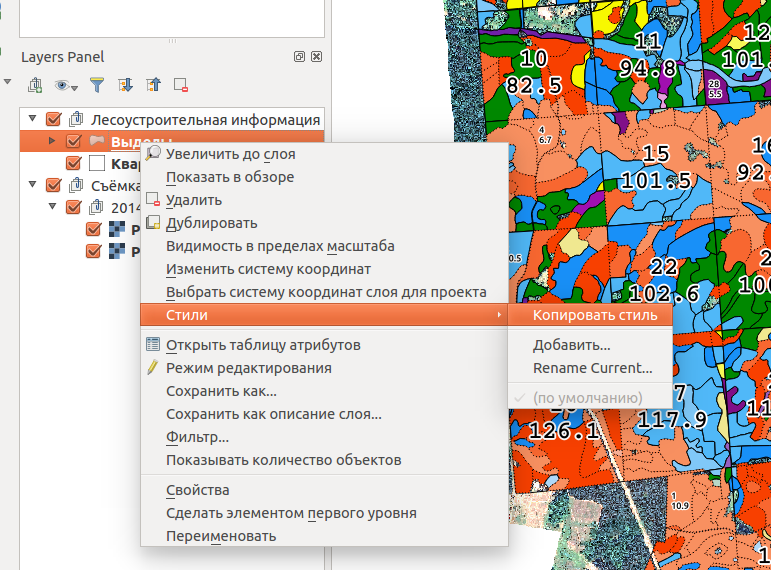 Layers Panel
Лесоустроительная информация
Выделы
Квар
Съёмка
2014
Р
Р
Увеличить до слоя
Показать в обзоре
Удалить
Дублировать
Видимость в пределах масштаба
Изменить систему координат
Выбрать систему координат слоя для проекта
Стили
Открыть таблицу атрибутов
Режим редактирования
Сохранить как...
Сохранить как описание слоя...
Фильтр...
Показывать количество объектов
Свойства
Сделать элементом первого уровня
Переименовать
Копировать стиль
Добавить...
Rename Current...
(по умолчанию)
10
82.5
11
94.8
12
101.
28
5.5
4
6.7
15
101.5
16
92.
0.5
22
102.6
2
10
7
117.9
11
126.1
1
10.9
1